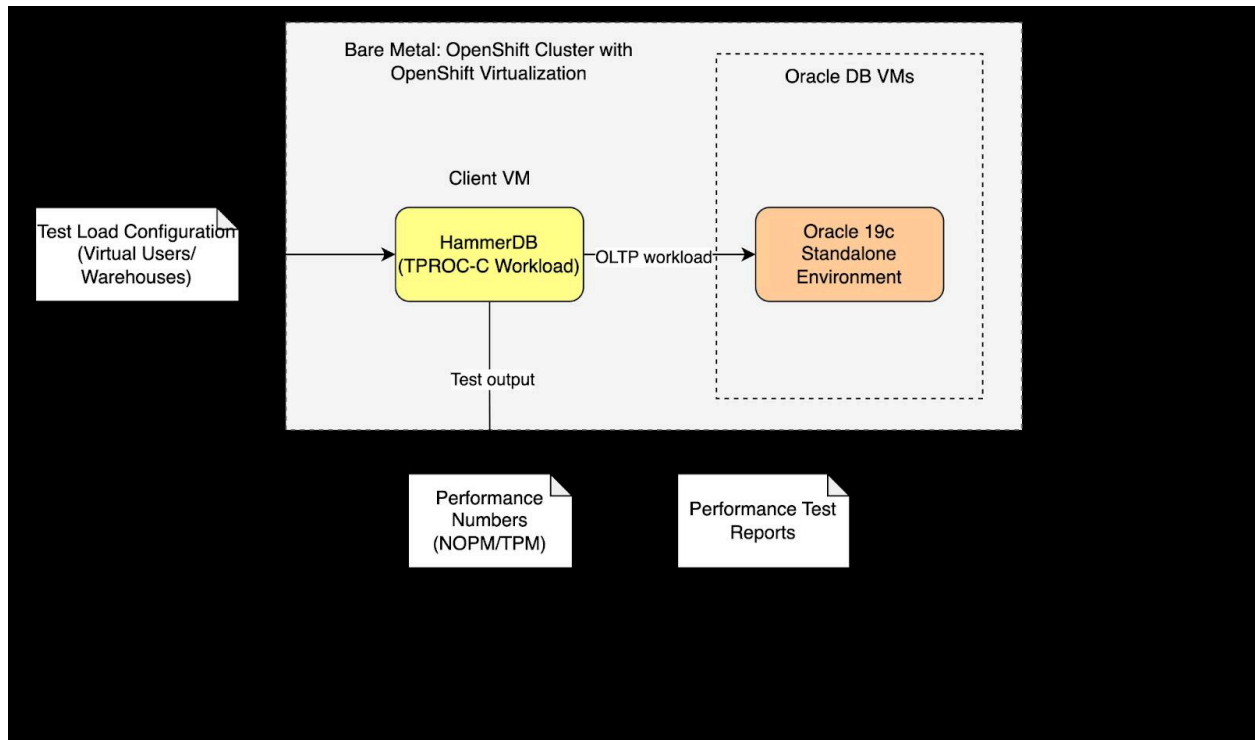 Bare Metal: OpenShift Cluster with
OpenShift Virtualization
Oracle DB VMs
Client VM
Test Load Configuration
(Virtual Users/
Warehouses)
HammerDB
(TPROC-C Workload)
OLTP workload
Oracle 19c
Standalone
Environment
Test output
Performance
Numbers
(NOPM/TPM)
Performance Test
Reports